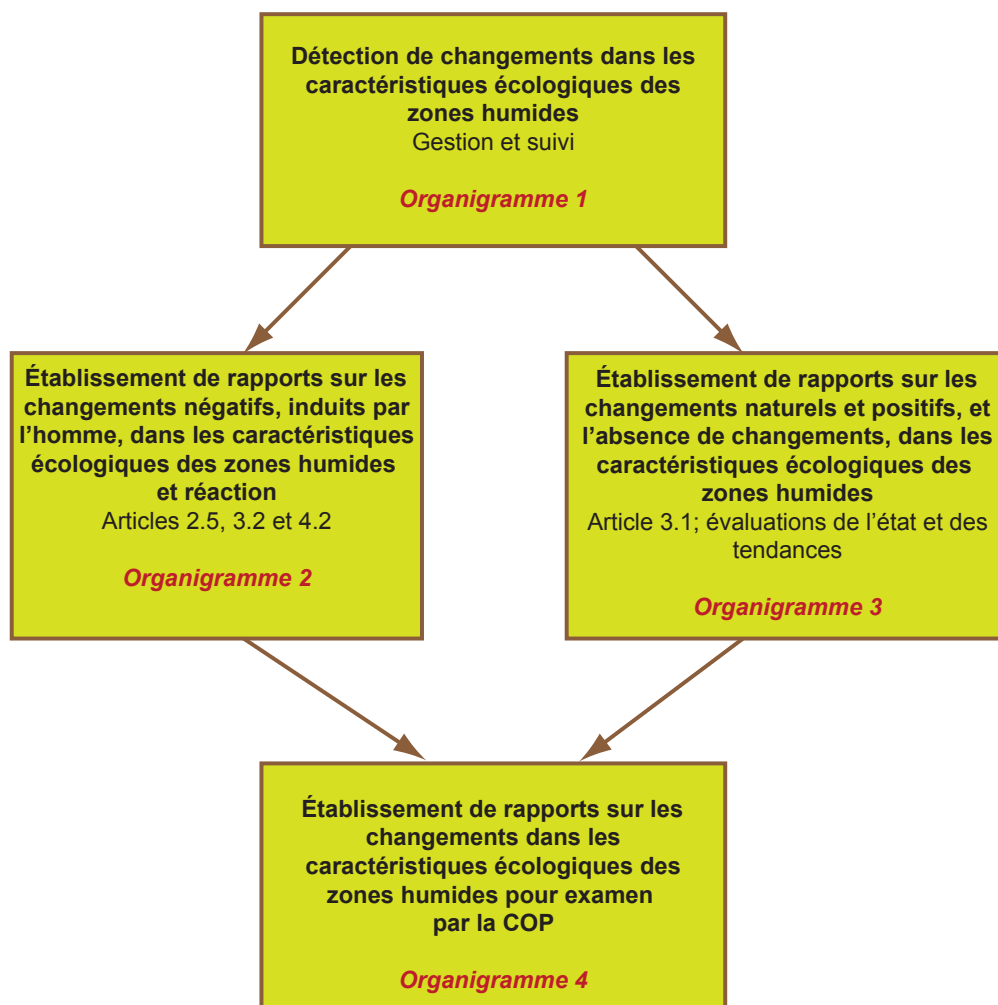 Détection de changements dans les
caractéristiques écologiques des
zones humides
Gestion et suivi
Organigramme 1
Établissement de rapports sur les
changements négatifs, induits par
l'homme, dans les caractéristiques
écologiques des zones humides
et réaction
Articles 2.5, 3.2 et 4.2
Organigramme 2
Établissement de rapports sur les
changements naturels et positifs, et
l'absence de changements, dans les
caractéristiques écologiques des
zones humides
Article 3.1; évaluations de l'état et des
tendances
Organigramme 3
Établissement de rapports sur les
changements dans les
caractéristiques écologiques des
zones humides pour examen
par la COP
Organigramme 4